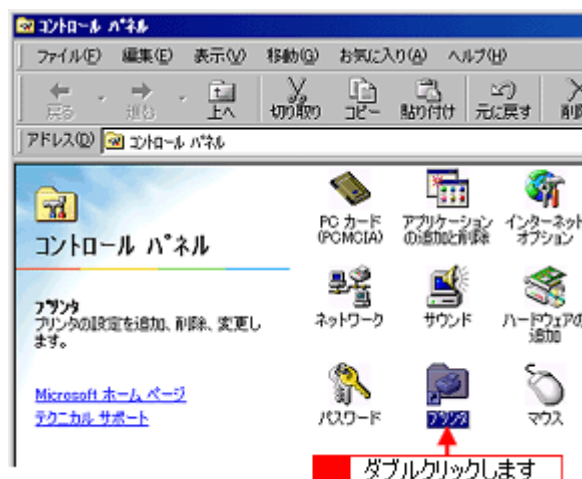 コントロール パネル
ファイル(F) 編集(E) 表示(V) 移動(G) お気に入り(A) ヘルプ(H)
戻る 進む 上へ 切り取り コピー 貼り付け 元に戻す 削除
アドレス(D) コントロール パネル
コントロール パネル
プリンタ
プリンタの設定を追加、削除、変更し
ます。
Microsoft ホーム ページ
テクニカル サポート
PC カード
(PCMCIA)
アプリケーション
の追加と削除
インターネット
オプション
ネットワーク
サウンド
ハードウェアの
追加
パスワード
プリンタ
マウス
ダブルクリックします